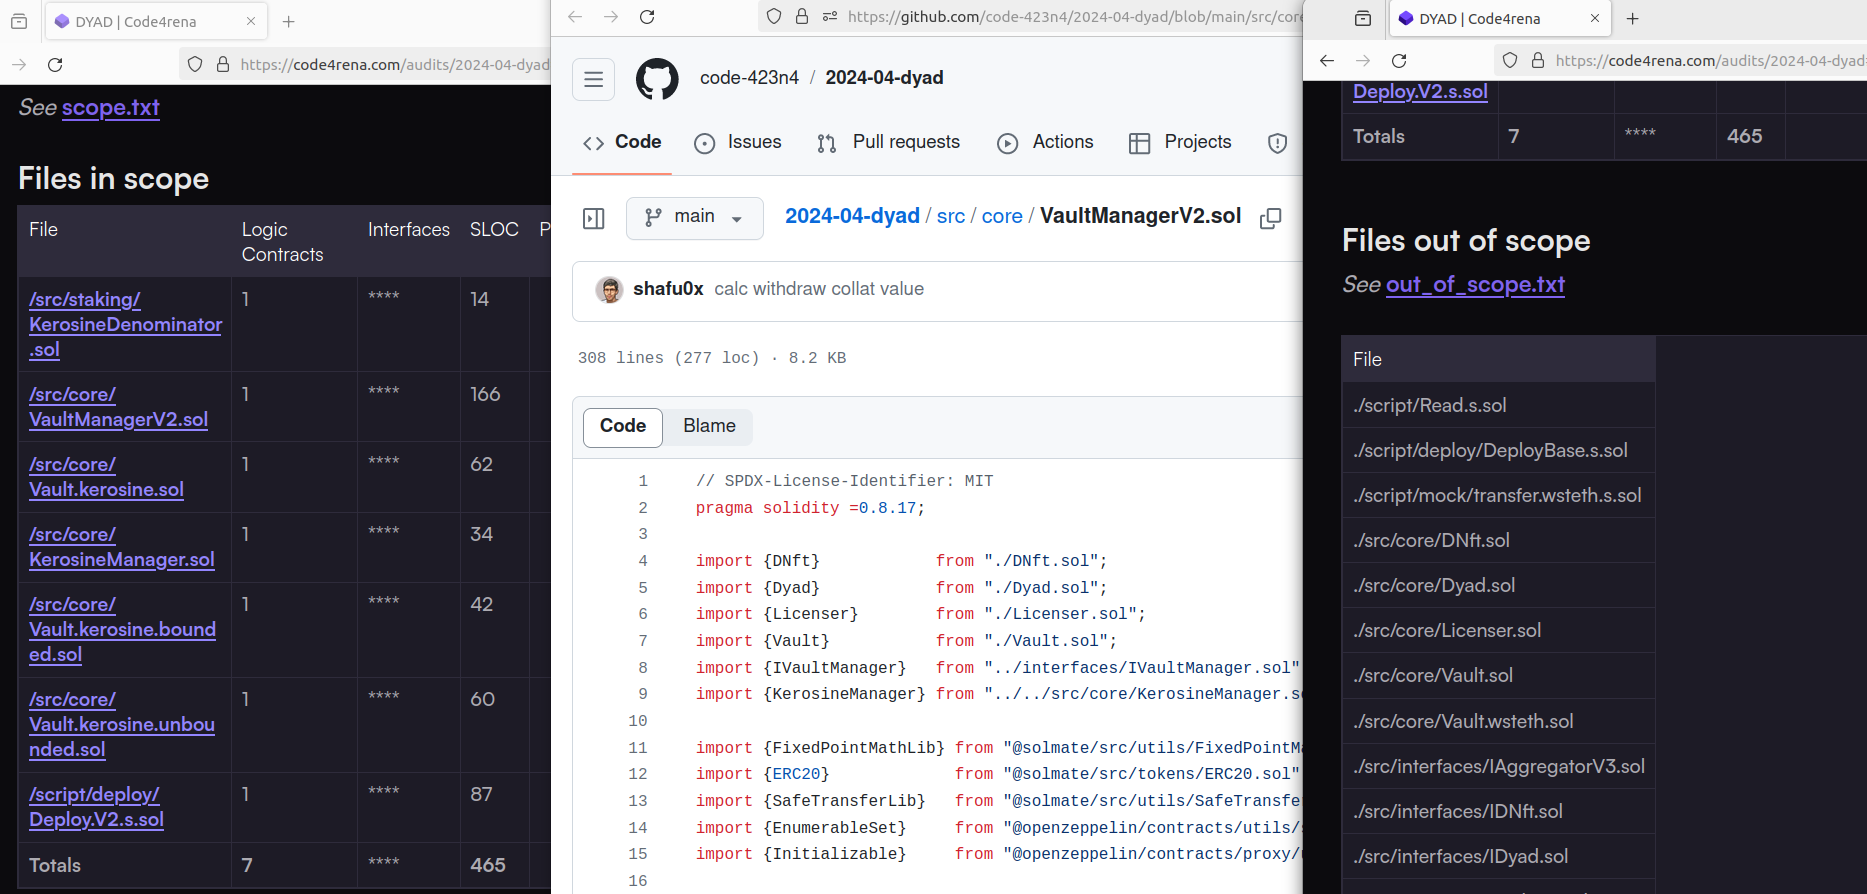 DYAD | Code4rena
https://code4rena.com/audits/2024-04-dyad
See scope.txt
Files in scope
File
Logic Contracts
Interfaces
SLOC
P
/src/staking/
KerosineDenominator
.sol
1
****
14
/src/core/
VaultManagerV2.sol
1
****
166
/src/core/
Vault.kerosine.sol
1
****
62
/src/core/
KerosineManager.sol
1
****
34
/src/core/
Vault.kerosine.bound
ed.sol
1
****
42
/src/core/
Vault.kerosine.unbou
nded.sol
1
****
60
/script/deploy/
Deploy.V2.s.sol
1
****
87
Totals
7
****
465
https://github.com/code-423n4/2024-04-dyad/blob/main/src/core
code-423n4 / 2024-04-dyad
Code
Issues
Pull requests
Actions
Projects
main
2024-04-dyad / src / core / VaultManagerV2.sol
shafu0x calc withdraw collat value
308 lines (277 loc) · 8.2 KB
Code
Blame
1 // SPDX-License-Identifier: MIT
2 pragma solidity =0.8.17;
3
4 import {DNft} from "./DNft.sol";
5 import {Dyad} from "./Dyad.sol";
6 import {Licenser} from "./Licenser.sol";
7 import {Vault} from "./Vault.sol";
8 import {IVaultManager} from "../interfaces/IVaultManager.sol"
9 import {KerosineManager} from "../../src/core/KerosineManager.s
10
11 import {FixedPointMathLib} from "@solmate/src/utils/FixedPointM
12 import {ERC20} from "@solmate/src/tokens/ERC20.sol"
13 import {SafeTransferLib} from "@solmate/src/utils/SafeTransfe
14 import {EnumerableSet} from "@openzeppelin/contracts/utils/
15 import {Initializable} from "@openzeppelin/contracts/proxy/
16
DYAD | Code4rena
https://code4rena.com/audits/2024-04-dyad
Deploy.V2.s.sol
Totals
7
****
465
Files out of scope
See out_of_scope.txt
File
./script/Read.s.sol
./script/deploy/DeployBase.s.sol
./script/mock/transfer.wsteth.s.sol
./src/core/DNft.sol
./src/core/Dyad.sol
./src/core/Licenser.sol
./src/core/Vault.sol
./src/core/Vault.wsteth.sol
./src/interfaces/IAggregatorV3.sol
./src/interfaces/IDNft.sol
./src/interfaces/IDyad.sol